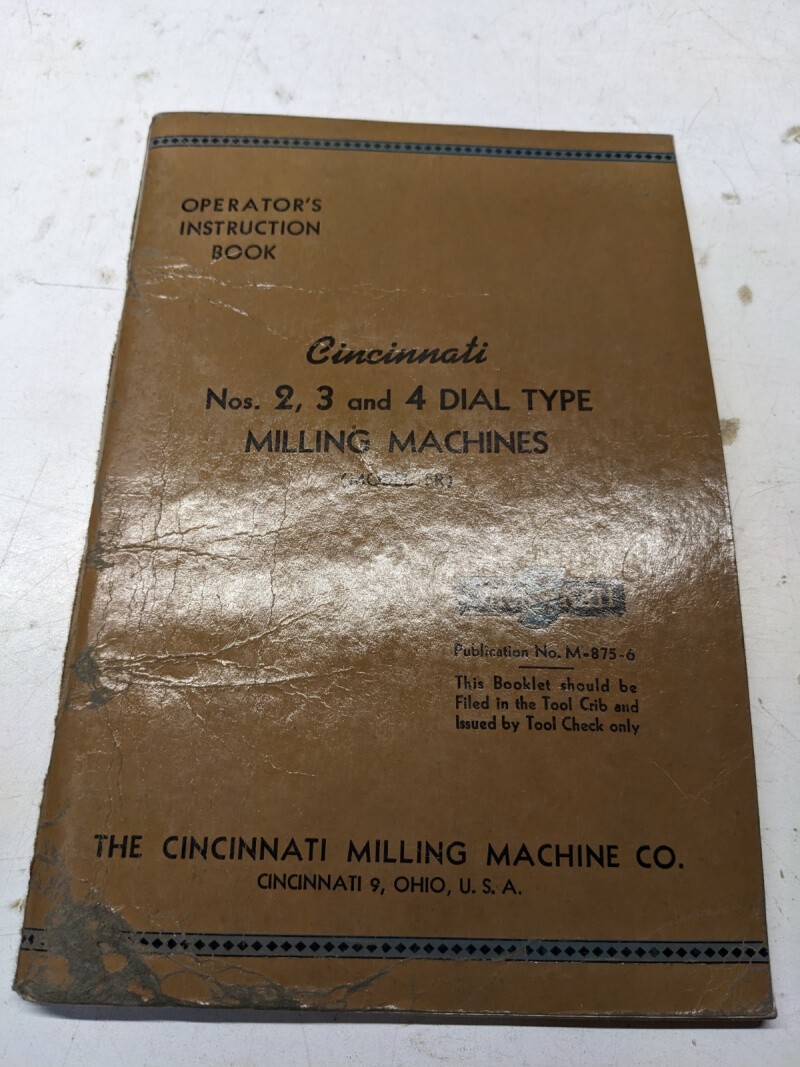 OPERATOR'S
INSTRUCTION
BOOK
Cincinnati
Nos. 2, 3 and 4 DIAL TYPE
MILLING MACHINES
(MODEL ER)
Publication No. M-875-6
This Booklet should be
Filed in the Tool Crib and
Issued by Tool Check only
THE CINCINNATI MILLING MACHINE CO.
CINCINNATI 9, OHIO, U. S. A.